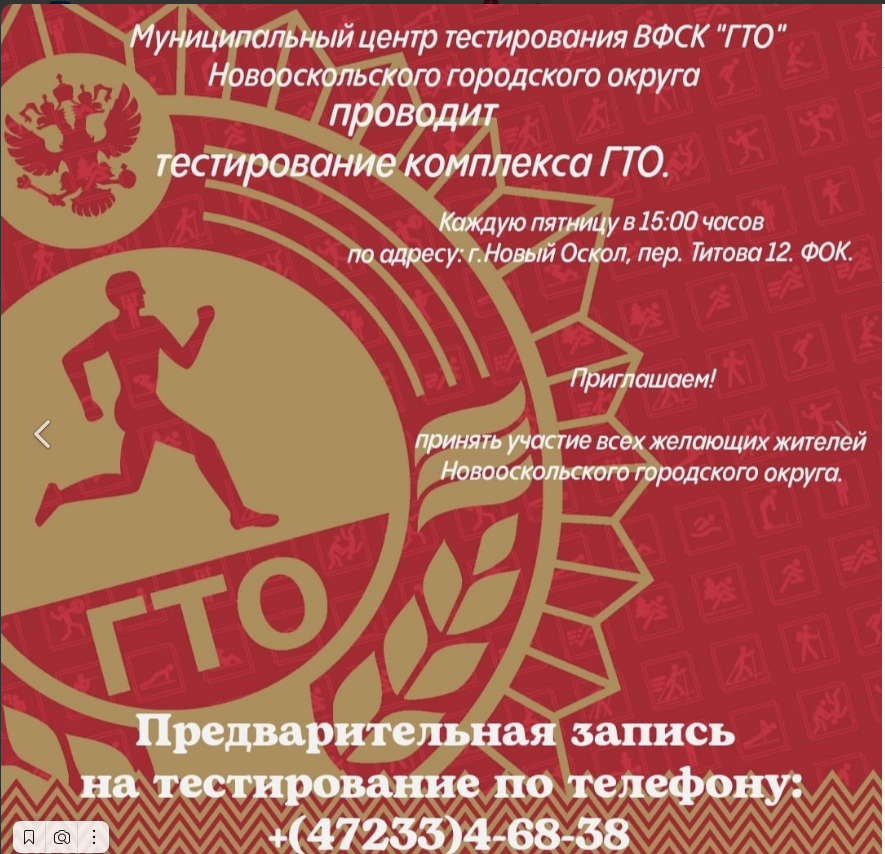 Муниципальный центр тестирования ВФСК "ГТО"
Новооскольского городского округа
проводит
тестирование комплекса ГТО.
Каждую пятницу в 15:00 часов
по адресу: г.Новый Оскол, пер. Титова 12. ФОК.
Приглашаем!
принять участие всех желающих жителей
Новооскольского городского округа.
ГТО
Предварительная запись
на тестирование по телефону:
+(47233)4-68-38